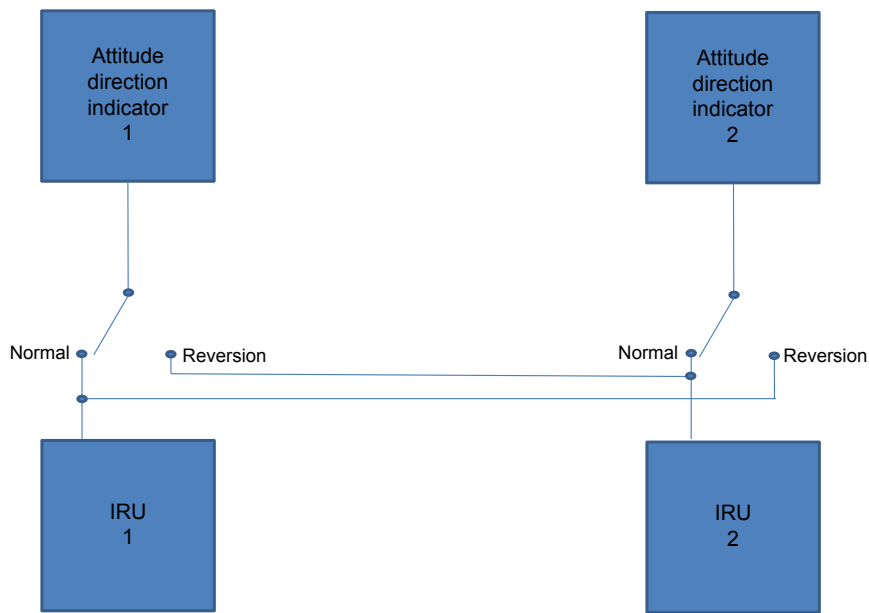 Attitude
direction
indicator
1
Attitude
direction
indicator
2
Normal
Reversion
Normal
Reversion
IRU
1
IRU
2